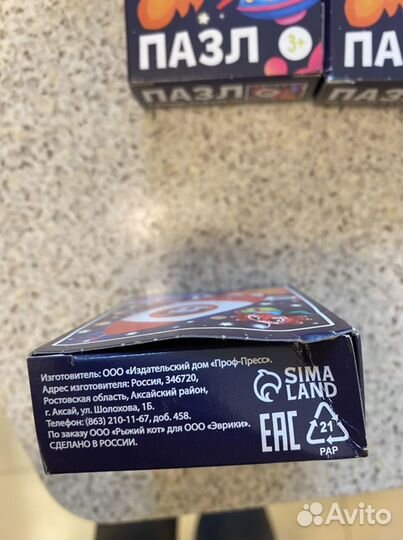 ПАЗЛ
3+
Изготовитель: ООО «Издательский дом «Проф-Пресс».
Адрес изготовителя: Россия, 346720,
Ростовская область, Аксайский район,
г. Аксай, ул. Шолохова, 1Б.
Телефон: (863) 210-11-67, доб. 458.
По заказу ООО «Рыжий кот» для ООО «Эврики».
СДЕЛАНО В РОССИИ.
SIMA
LAND
EAC
21
PAP
Avito